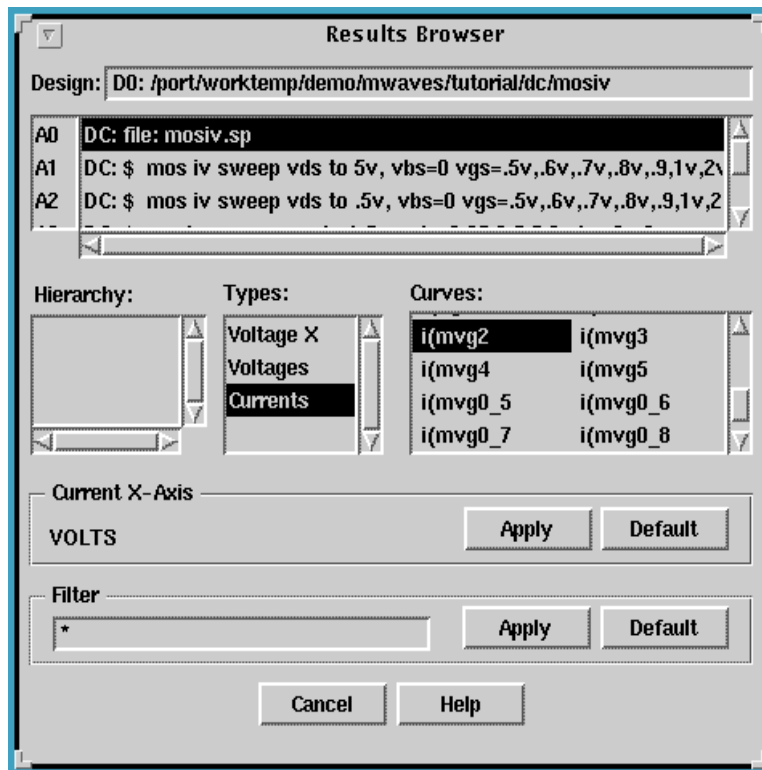 Results Browser
Design: D0: /port/worktemp/demo/mwaves/tutorial/dc/mosiv
A0 DC: file: mosiv.sp
A1 DC: $ mos iv sweep vds to 5v, vbs=0 vgs=.5v,.6v,.7v,.8v,.9,1v,2v
A2 DC: $ mos iv sweep vds to .5v, vbs=0 vgs=.5v,.6v,.7v,.8v,.9,1v,2
Hierarchy: Types: Curves:
Voltage X i(mvg2 i(mvg3
Voltages i(mvg4 i(mvg5
Currents i(mvg0_5 i(mvg0_6
i(mvg0_7 i(mvg0_8
Current X-Axis
VOLTS Apply Default
Filter
* Apply Default
Cancel Help